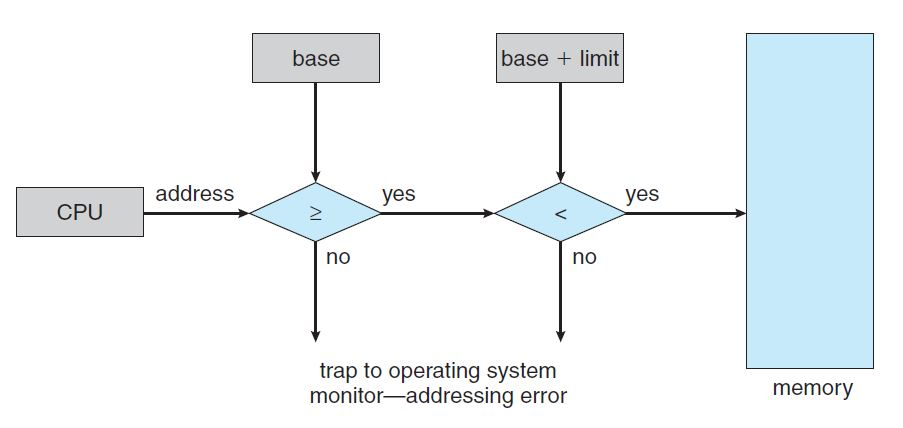 base
base + limit
CPU
address
≥
yes
<
yes
no
no
trap to operating system
monitor—addressing error
memory